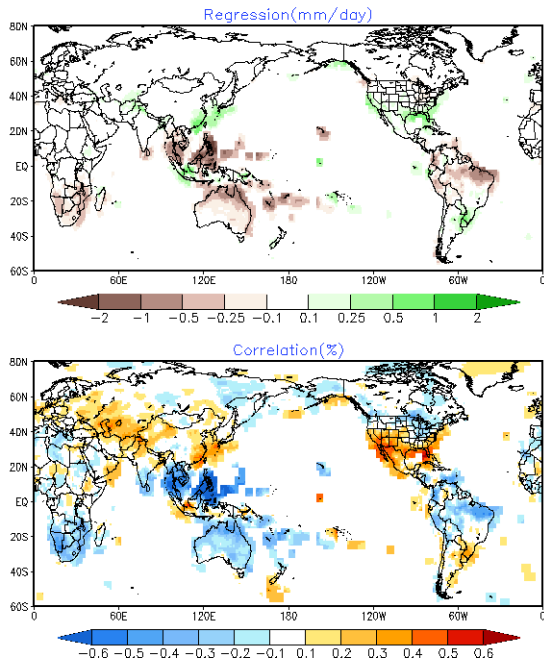 Regression(mm/day)
80N
60N
40N
20N
EQ
20S
40S
60S
0 60E 120E 180 120W 60W 0
-2 -1 -0.5 -0.25 -0.1 0.1 0.25 0.5 1 2
Correlation(%)
80N
60N
40N
20N
EQ
20S
40S
60S
0 60E 120E 180 120W 60W 0
-0.6 -0.5 -0.4 -0.3 -0.2 -0.1 0.1 0.2 0.3 0.4 0.5 0.6